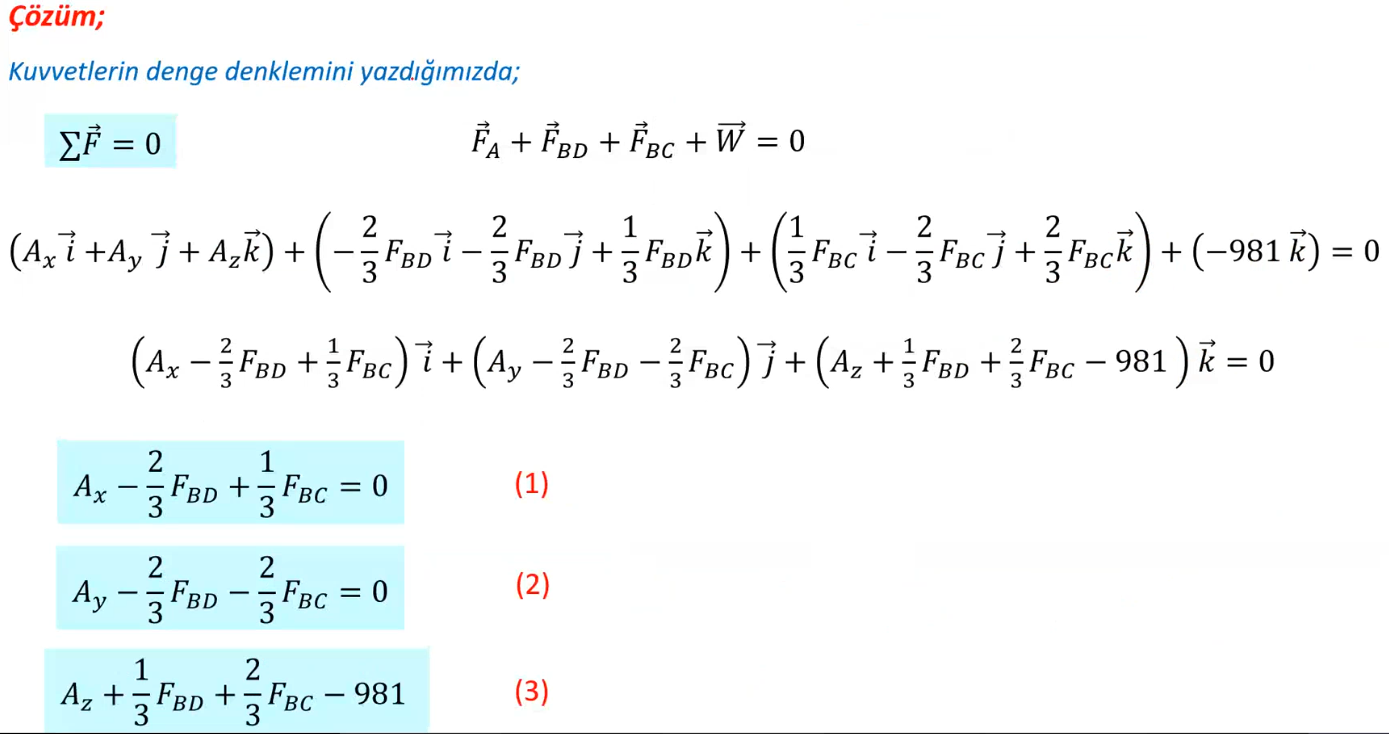 Çözüm;
Kuvvetlerin denge denklemini yazdığımızda;
∑F⃗ = 0    F⃗_A + F⃗_BD + F⃗_BC + W⃗ = 0
(A_x i⃗ + A_y j⃗ + A_z k⃗) + (−2/3 F_BD i⃗ − 2/3 F_BD j⃗ + 1/3 F_BD k⃗) + (1/3 F_BC i⃗ − 2/3 F_BC j⃗ + 2/3 F_BC k⃗) + (−981 k⃗) = 0
(A_x − 2/3 F_BD + 1/3 F_BC) i⃗ + (A_y − 2/3 F_BD − 2/3 F_BC) j⃗ + (A_z + 1/3 F_BD + 2/3 F_BC − 981) k⃗ = 0
A_x − 2/3 F_BD + 1/3 F_BC = 0    (1)
A_y − 2/3 F_BD − 2/3 F_BC = 0    (2)
A_z + 1/3 F_BD + 2/3 F_BC − 981    (3)